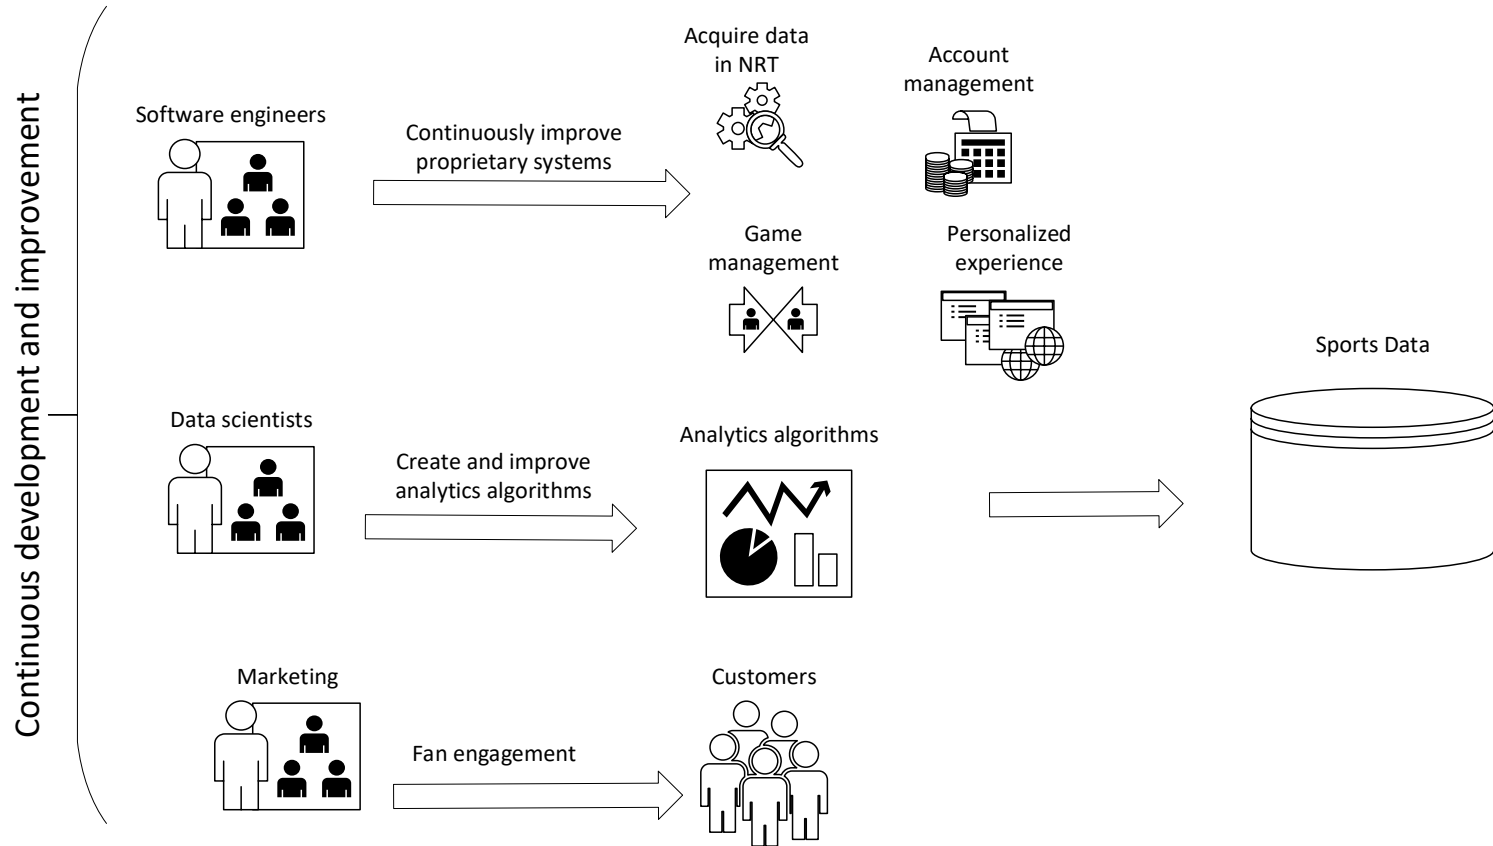 Continuous development and improvement
Software engineers
Continuously improve
proprietary systems
Acquire data
in NRT
Account
management
Game
management
Personalized
experience
Data scientists
Create and improve
analytics algorithms
Analytics algorithms
Sports Data
Marketing
Fan engagement
Customers